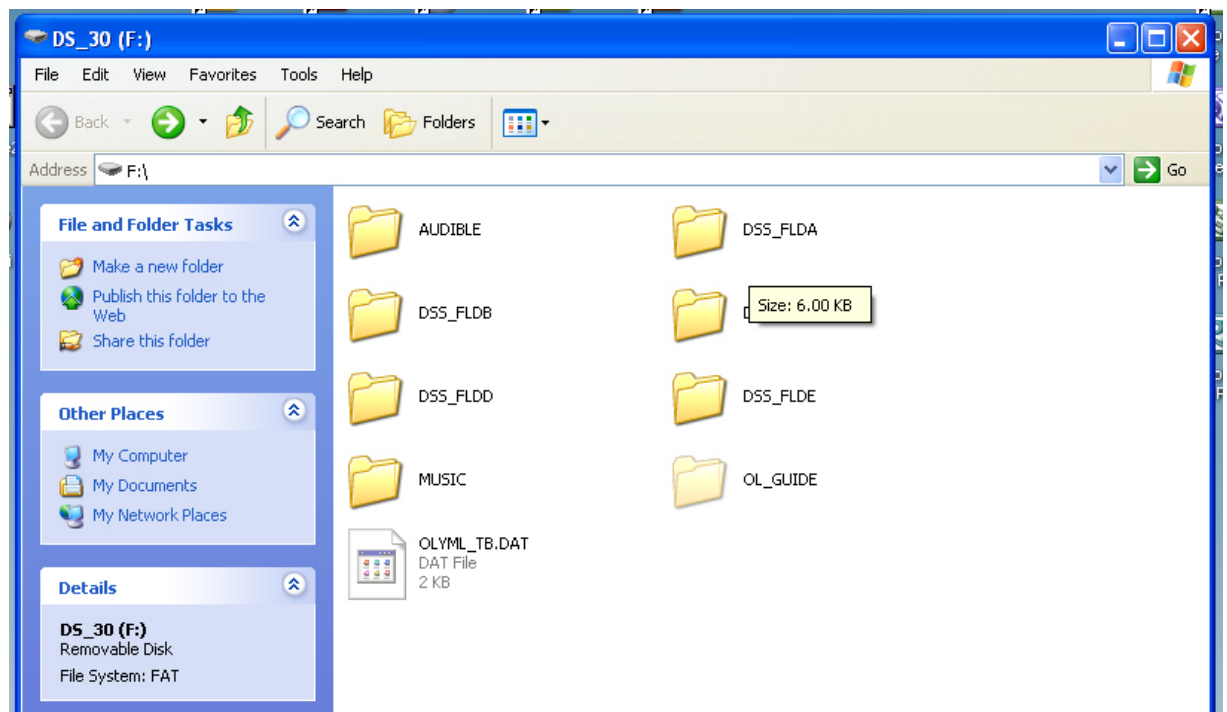 DS_30 (F:)
File Edit View Favorites Tools Help
Back Search Folders
Address F:\ Go
File and Folder Tasks
Make a new folder
Publish this folder to the
Web
Share this folder
Other Places
My Computer
My Documents
My Network Places
Details
DS_30 (F:)
Removable Disk
File System: FAT
AUDIBLE
DSS_FLDA
DSS_FLDB
Size: 6.00 KB
DSS_FLDD
DSS_FLDE
MUSIC
OL_GUIDE
OLYML_TB.DAT
DAT File
2 KB